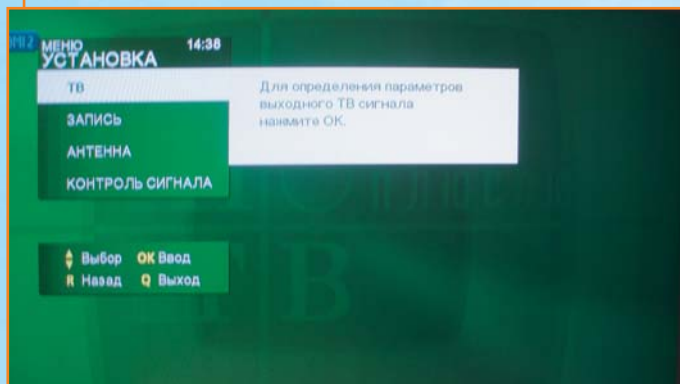 МЕНЮ 14:38
УСТАНОВКА
ТВ
ЗАПИСЬ
АНТЕННА
КОНТРОЛЬ СИГНАЛА
Для определения параметров
выходного ТВ сигнала
нажмите ОК.
Выбор ОК Ввод
R Назад Q Выход
ТВ